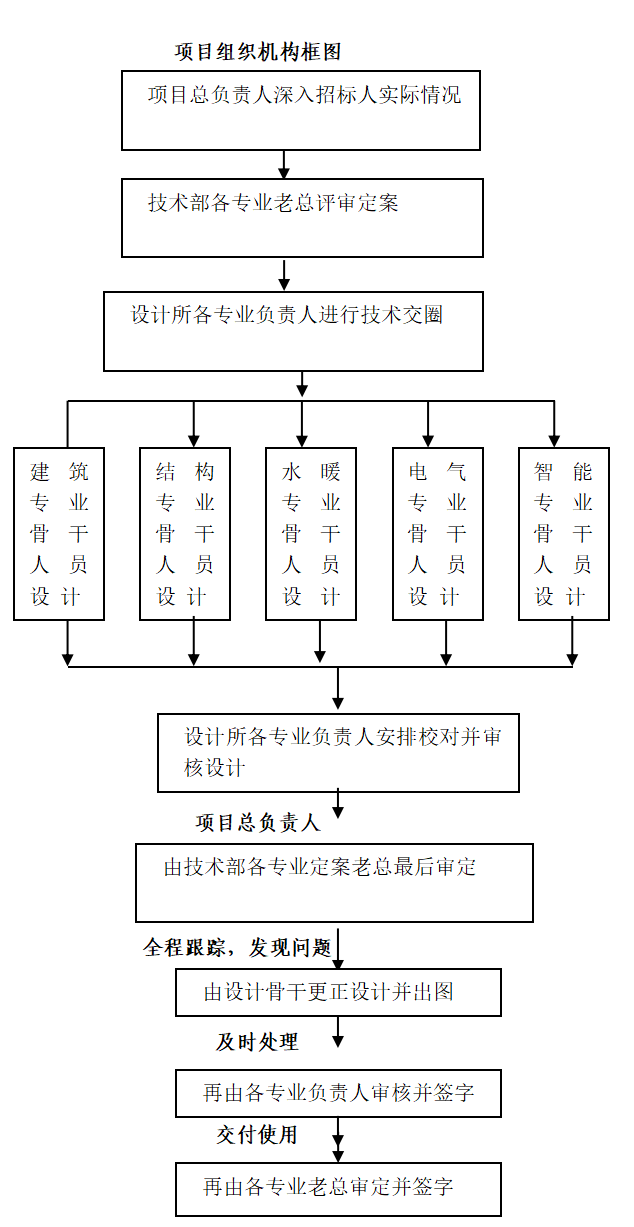 项目组织机构框图
项目总负责人深入招标人实际情况
技术部各专业老总评审定案
设计所各专业负责人进行技术交圈
建 筑
专 业
骨 干
人 员
设 计
结 构
专 业
骨 干
人 员
设 计
水 暖
专 业
骨 干
人 员
设 计
电 气
专 业
骨 干
人 员
设 计
智 能
专 业
骨 干
人 员
设 计
设计所各专业负责人安排校对并审
核设计
项目总负责人
由技术部各专业定案老总最后审定
全程跟踪，发现问题
由设计骨干更正设计并出图
及时处理
再由各专业负责人审核并签字
交付使用
再由各专业老总审定并签字